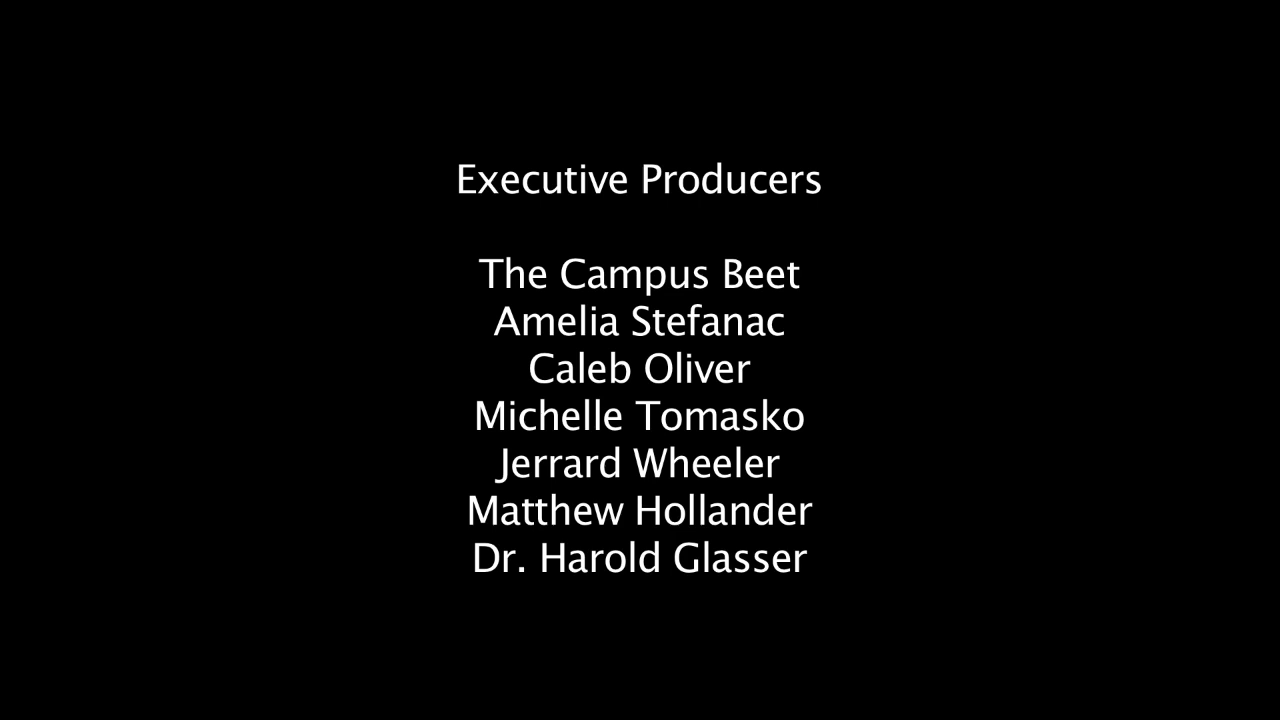 Executive Producers
The Campus Beet
Amelia Stefanac
Caleb Oliver
Michelle Tomasko
Jerrard Wheeler
Matthew Hollander
Dr. Harold Glasser